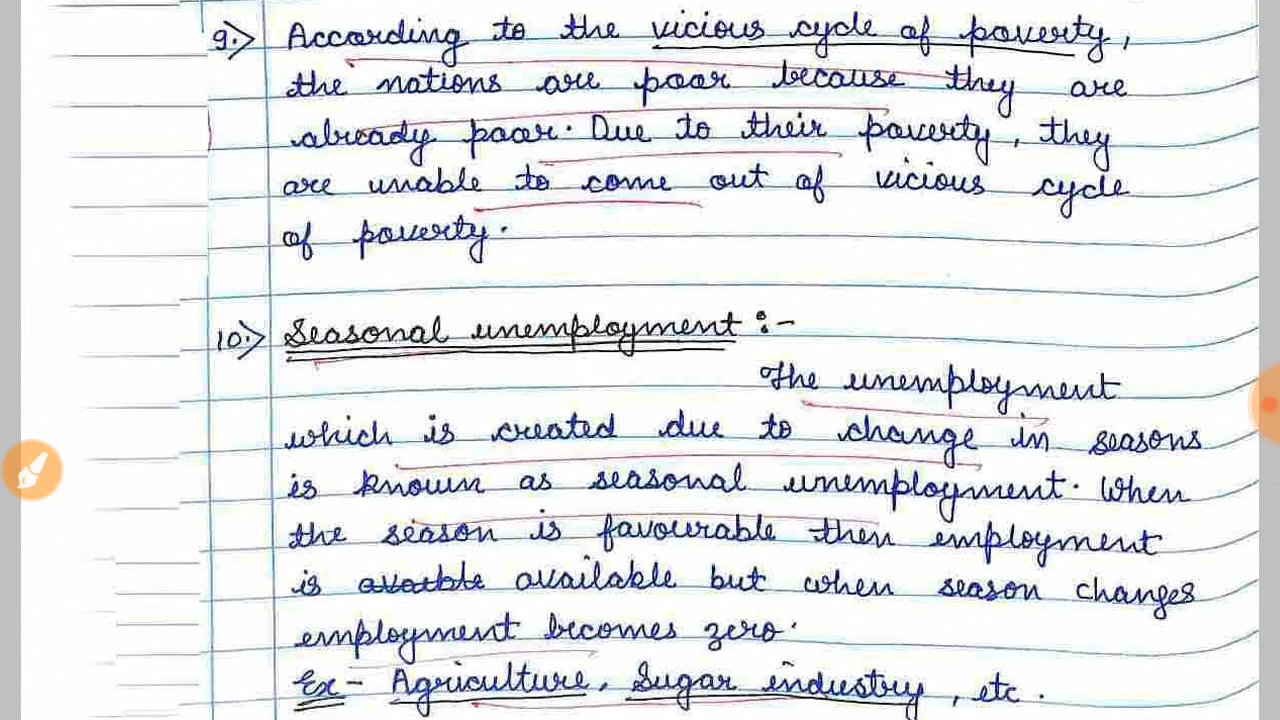 9.> According to the vicious cycle of poverty,
the nations are poor because they are
already poor. Due to their poverty, they
are unable to come out of vicious cycle
of poverty.
10.> Seasonal unemployment :-
The unemployment
which is created due to change in seasons
is known as seasonal unemployment. When
the season is favourable then employment
is available but when season changes
employment becomes zero.
Ex - Agriculture, Sugar industry, etc.